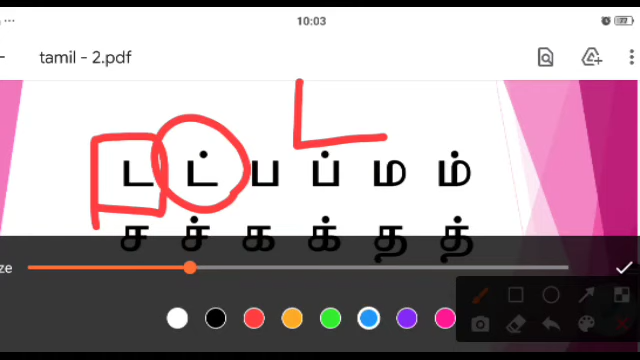 10:03
tamil - 2.pdf
ட ட் ப ப் ம ம்
ச ச் க க் த த்